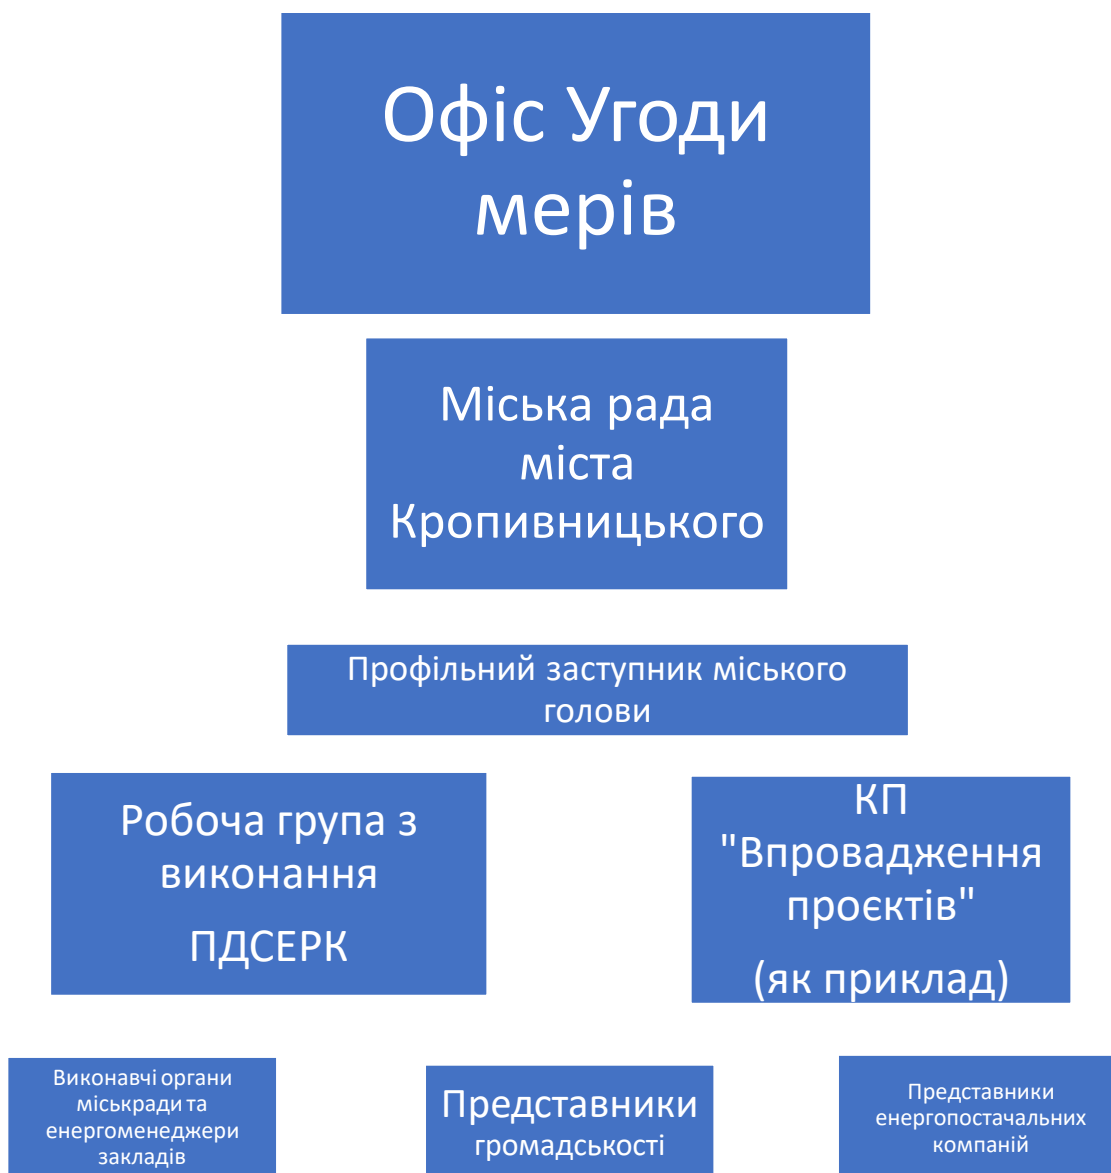 Офіс Угоди
мерів
Міська рада
міста
Кропивницького
Профільний заступник міського
голови
Робоча група з
виконання
ПДСЕРК
КП
"Впровадження
проєктів"
(як приклад)
Виконавчі органи
міськради та
енергоменеджери
закладів
Представники
громадськості
Представники
енергопостачальних
компаній